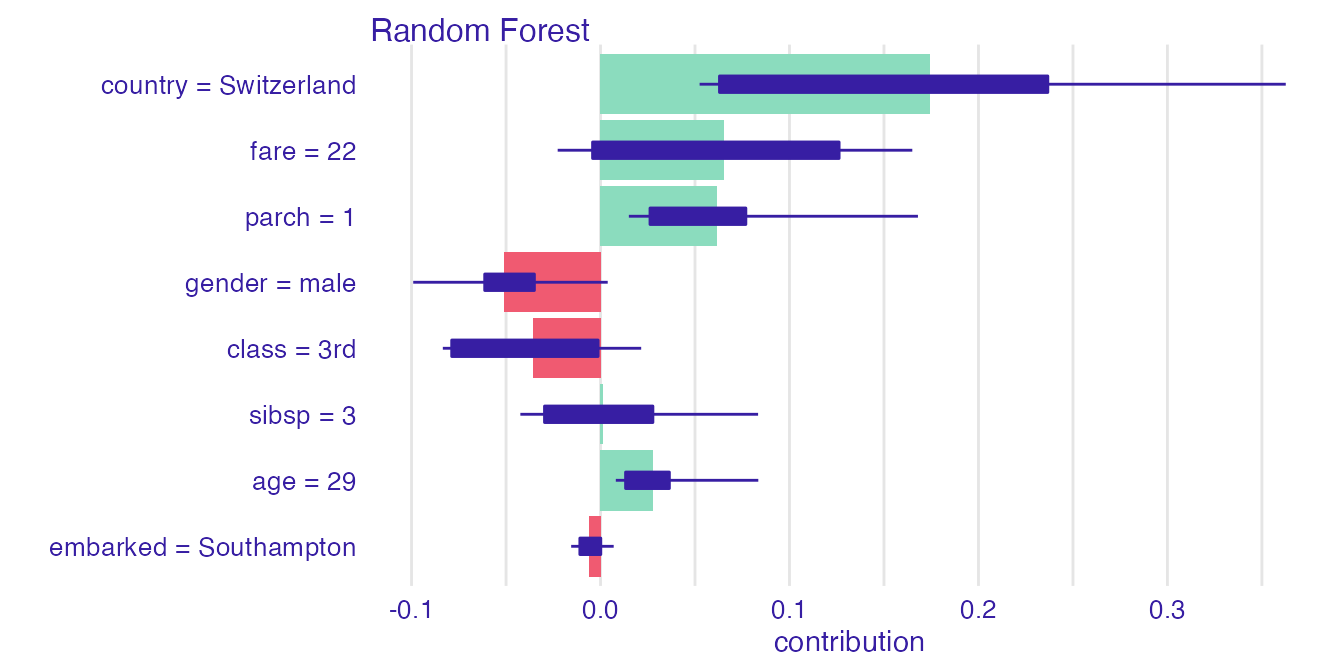 Random Forest
country = Switzerland
fare = 22
parch = 1
gender = male
class = 3rd
sibsp = 3
age = 29
embarked = Southampton
-0.1 0.0 0.1 0.2 0.3
contribution